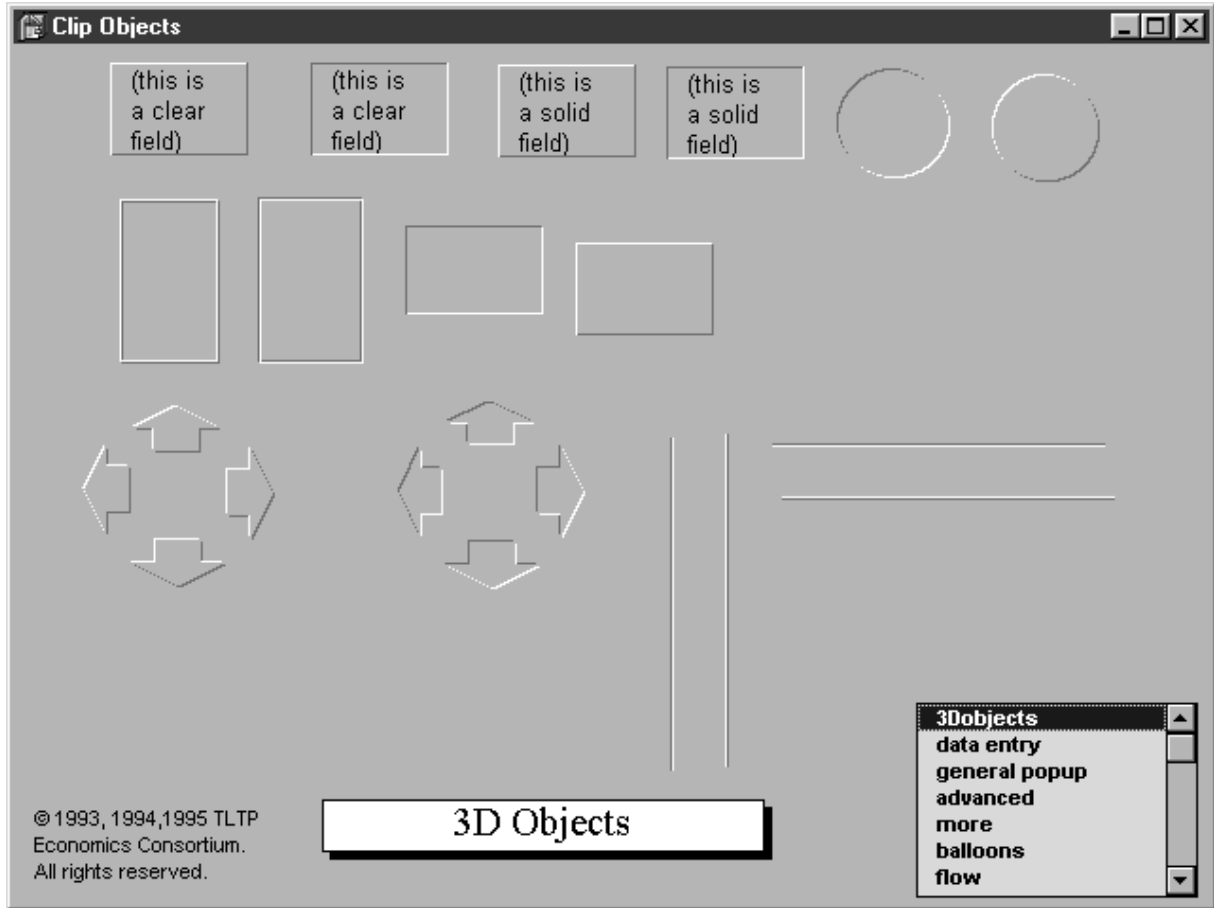 Clip Objects
(this is
a clear
field)
(this is
a clear
field)
(this is
a solid
field)
(this is
a solid
field)
3Dobjects
data entry
general popup
advanced
more
balloons
flow
3D Objects
©1993, 1994,1995 TLTP
Economics Consortium.
All rights reserved.